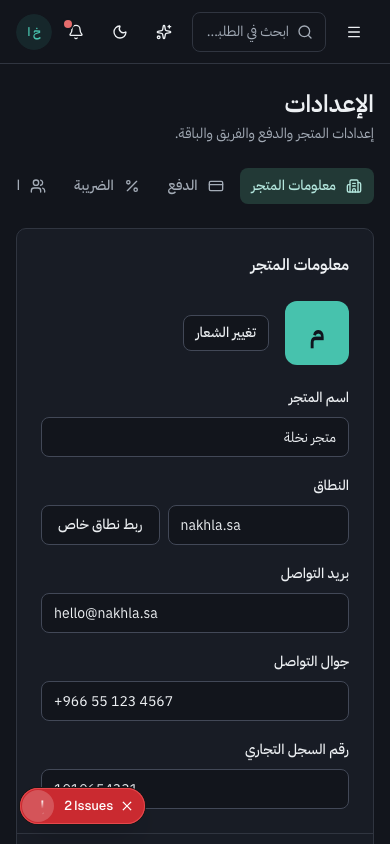 ابحث في الطلبـ...
خ ا
الإعدادات
إعدادات المتجر والدفع والفريق والباقة.
معلومات المتجر
الدفع
الضريبة
معلومات المتجر
م
تغيير الشعار
اسم المتجر
متجر نخلة
النطاق
nakhla.sa
ربط نطاق خاص
بريد التواصل
hello@nakhla.sa
جوال التواصل
+966 55 123 4567
رقم السجل التجاري
2 Issues